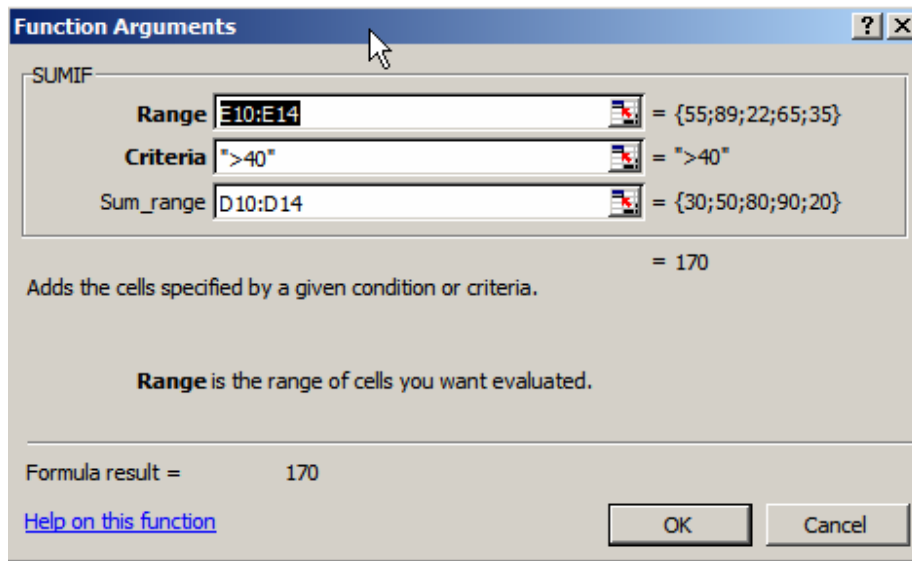 Function Arguments ? X
SUMIF
Range E10:E14 = {55;89;22;65;35}
Criteria ">40" = ">40"
Sum_range D10:D14 = {30;50;80;90;20}
= 170
Adds the cells specified by a given condition or criteria.
Range is the range of cells you want evaluated.
Formula result = 170
Help on this function OK Cancel